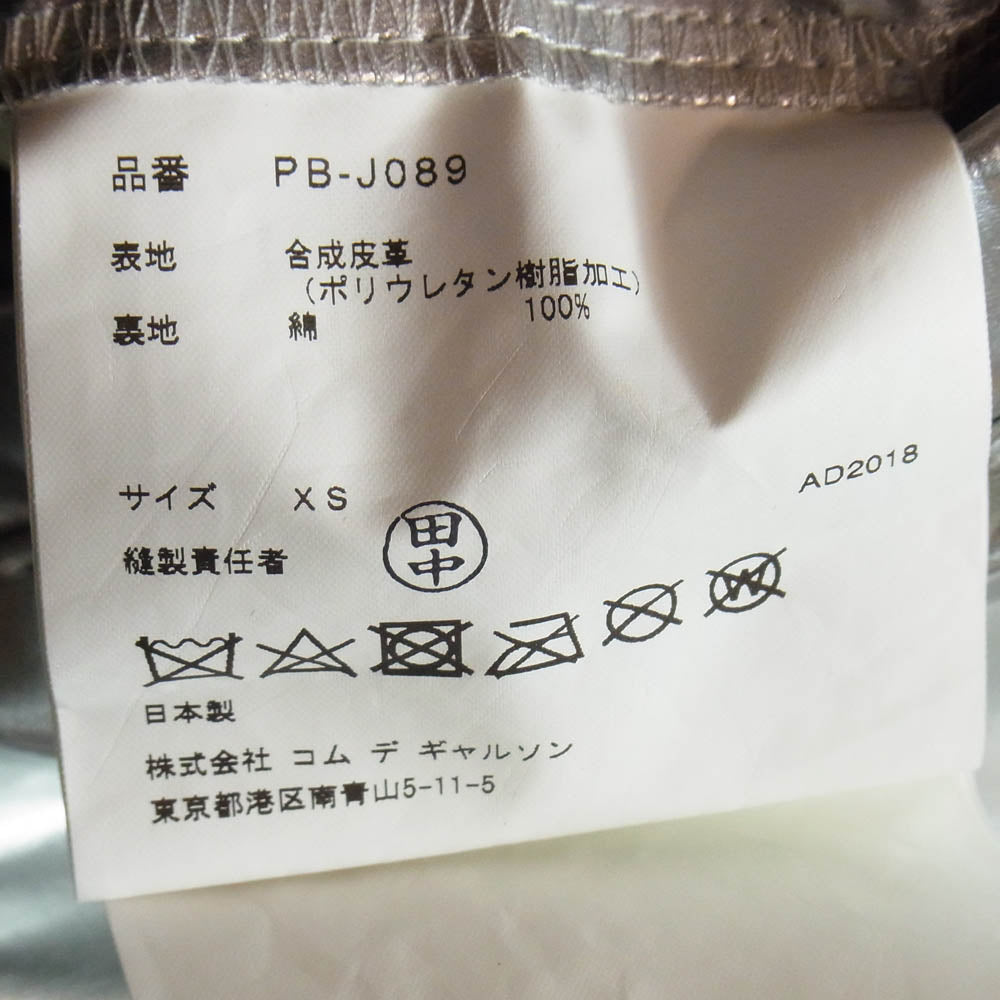 品番 PB-J089
表地 合成皮革
(ポリウレタン樹脂加工)
裏地 綿 100%
AD2018
サイズ XS
縫製責任者 田中
W
日本製
株式会社 コム デ ギャルソン
東京都港区南青山5-11-5